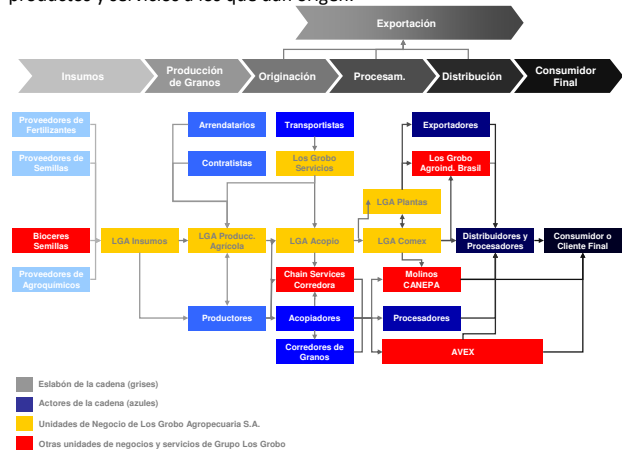 productos y servicios a los que dan origen.
Exportación
Insumos
Producción
de Granos
Originación
Procesam.
Distribución
Consumidor
Final
Proveedores de
Fertilizantes
Arrendatarios
Transportistas
Exportadores
Proveedores de
Semillas
Contratistas
Los Grobo
Servicios
Los Grobo
Agroind. Brasil
LGA Plantas
Bioceres
Semillas
LGA Insumos
LGA Producc.
Agrícola
LGA Acopio
LGA Comex
Distribuidores y
Procesadores
Consumidor o
Cliente Final
Proveedores de
Agroquímicos
Chain Services
Corredora
Molinos
CANEPA
Productores
Acopiadores
Procesadores
Corredores de
Granos
AVEX
Eslabón de la cadena (grises)
Actores de la cadena (azules)
Unidades de Negocio de Los Grobo Agropecuaria S.A.
Otras unidades de negocios y servicios de Grupo Los Grobo